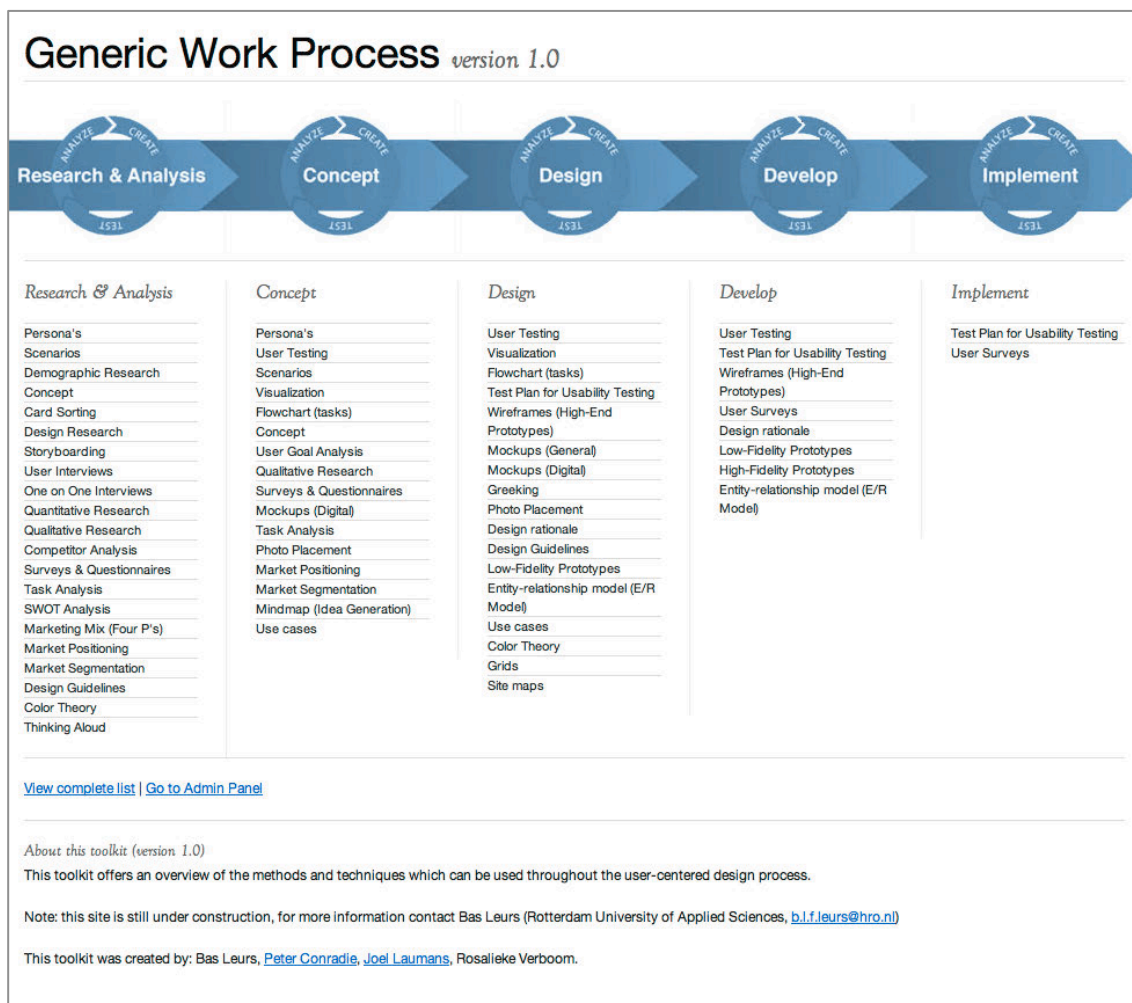 Generic Work Process version 1.0
ANALYZE CREATE
Research & Analysis
TEST
ANALYZE CREATE
Concept
TEST
ANALYZE CREATE
Design
TEST
ANALYZE CREATE
Develop
TEST
ANALYZE CREATE
Implement
TEST
Research & Analysis
Persona's
Scenarios
Demographic Research
Concept
Card Sorting
Design Research
Storyboarding
User Interviews
One on One Interviews
Quantitative Research
Qualitative Research
Competitor Analysis
Surveys & Questionnaires
Task Analysis
SWOT Analysis
Marketing Mix (Four P's)
Market Positioning
Market Segmentation
Design Guidelines
Color Theory
Thinking Aloud
Concept
Persona's
User Testing
Scenarios
Visualization
Flowchart (tasks)
Concept
User Goal Analysis
Qualitative Research
Surveys & Questionnaires
Mockups (Digital)
Task Analysis
Photo Placement
Market Positioning
Market Segmentation
Mindmap (Idea Generation)
Use cases
Design
User Testing
Visualization
Flowchart (tasks)
Test Plan for Usability Testing
Wireframes (High-End
Prototypes)
Mockups (General)
Mockups (Digital)
Greeking
Photo Placement
Design rationale
Design Guidelines
Low-Fidelity Prototypes
Entity-relationship model (E/R
Model)
Use cases
Color Theory
Grids
Site maps
Develop
User Testing
Test Plan for Usability Testing
Wireframes (High-End
Prototypes)
User Surveys
Design rationale
Low-Fidelity Prototypes
High-Fidelity Prototypes
Entity-relationship model (E/R
Model)
Implement
Test Plan for Usability Testing
User Surveys
View complete list | Go to Admin Panel
About this toolkit (version 1.0)
This toolkit offers an overview of the methods and techniques which can be used throughout the user-centered design process.
Note: this site is still under construction, for more information contact Bas Leurs (Rotterdam University of Applied Sciences, b.l.f.leurs@hro.nl)
This toolkit was created by: Bas Leurs, Peter Conradie, Joel Laumans, Rosalieke Verboom.